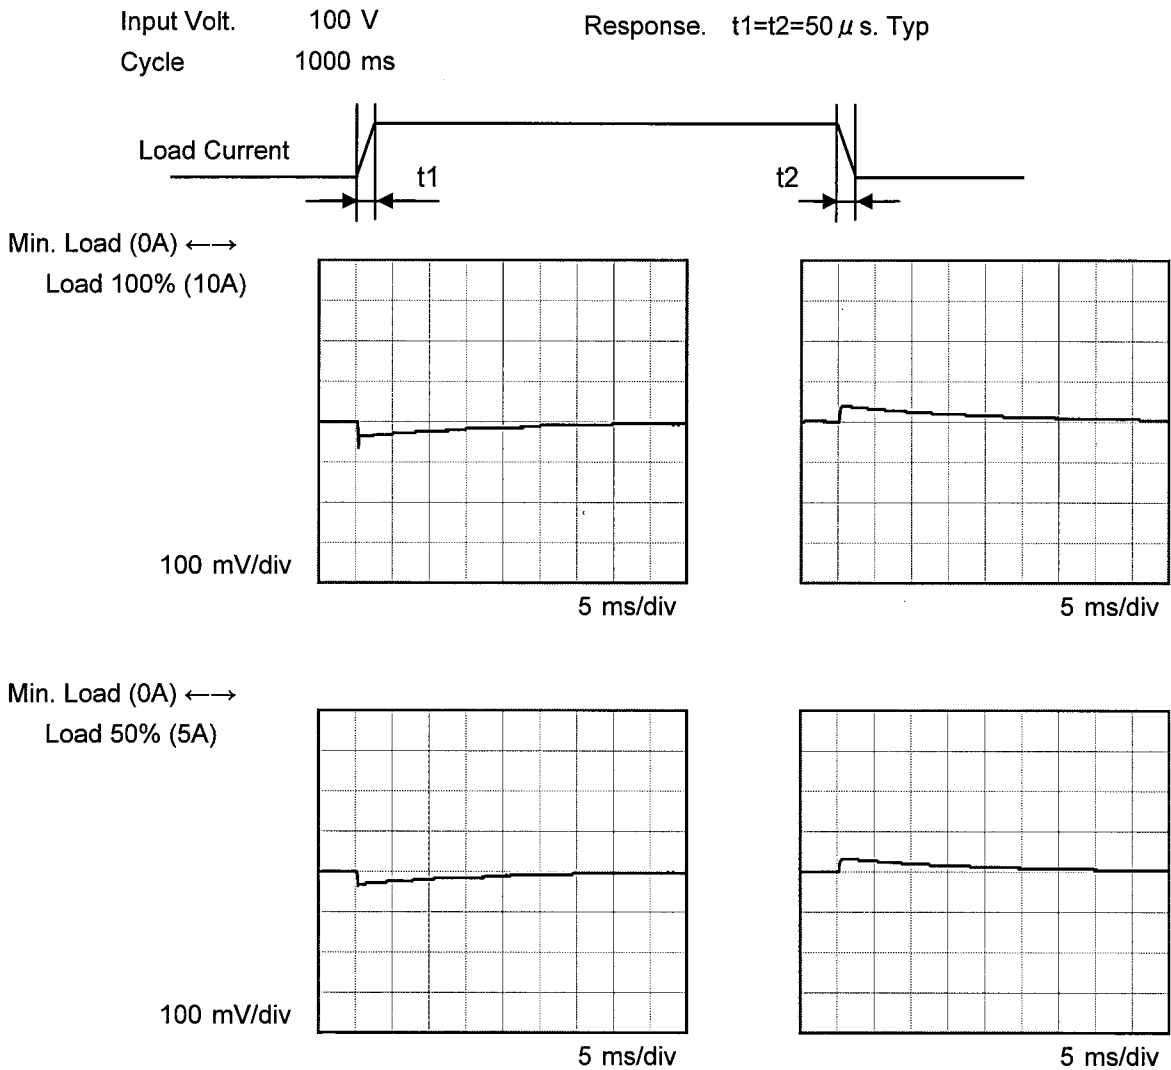 Input Volt. 100 V
Response. t1=t2=50 μ s. Typ
Cycle 1000 ms
Load Current
t1
t2
Min. Load (0A) ←→
Load 100% (10A)
100 mV/div
5 ms/div
5 ms/div
Min. Load (0A) ←→
Load 50% (5A)
100 mV/div
5 ms/div
5 ms/div